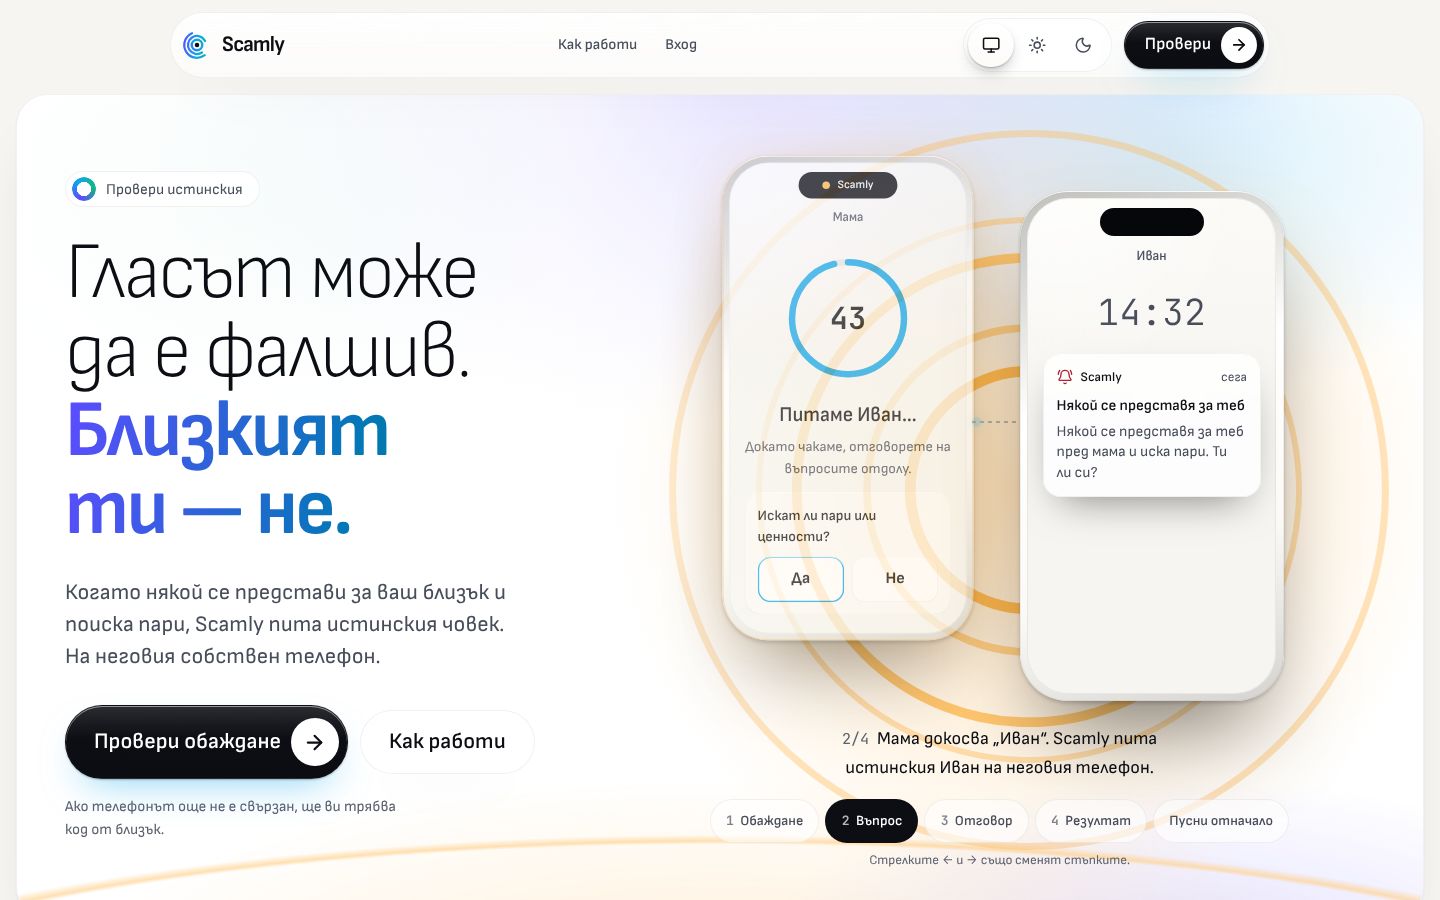 Scamly
Как работи
Вход
Провери
Провери истинския
Гласът може
да е фалшив.
Близкият
ти — не.
Когато някой се представи за ваш близък и
поиска пари, Scamly пита истинския човек.
На неговия собствен телефон.
Провери обаждане
Как работи
Ако телефонът още не е свързан, ще ви трябва
код от близък.
Scamly
Мама
43
Питаме Иван...
Докато чакаме, отговорете на
въпросите отдолу.
Искат ли пари или
ценности?
Да
Не
Иван
14:32
Scamly
сега
Някой се представя за теб
Някой се представя за теб
пред мама и иска пари. Ти
ли си?
2/4 Мама докосва „Иван“. Scamly пита
истинския Иван на неговия телефон.
1 Обаждане
2 Въпрос
3 Отговор
4 Резултат
Пусни отначало
Стрелките ← и → също сменят стъпките.